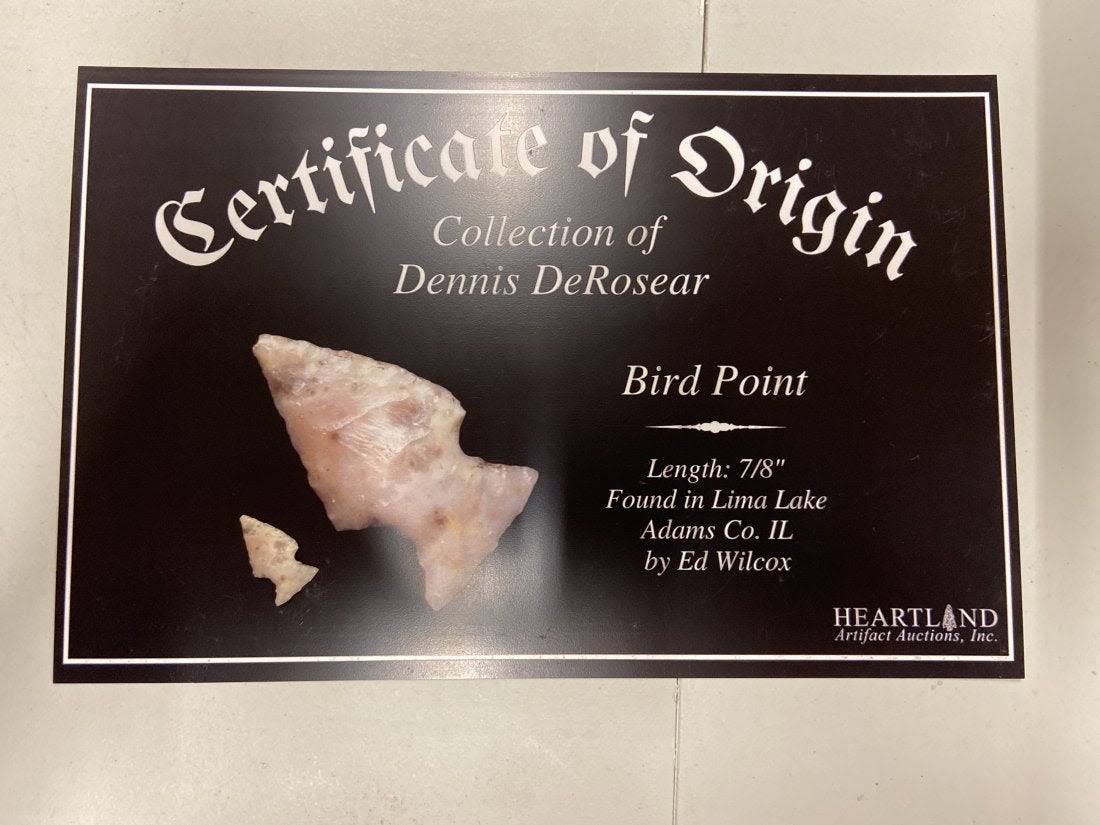 Certificate of Origin
Collection of
Dennis DeRosear
Bird Point
Length: 7/8"
Found in Lima Lake
Adams Co. IL
by Ed Wilcox
HEARTLAND
Artifact Auctions, Inc.